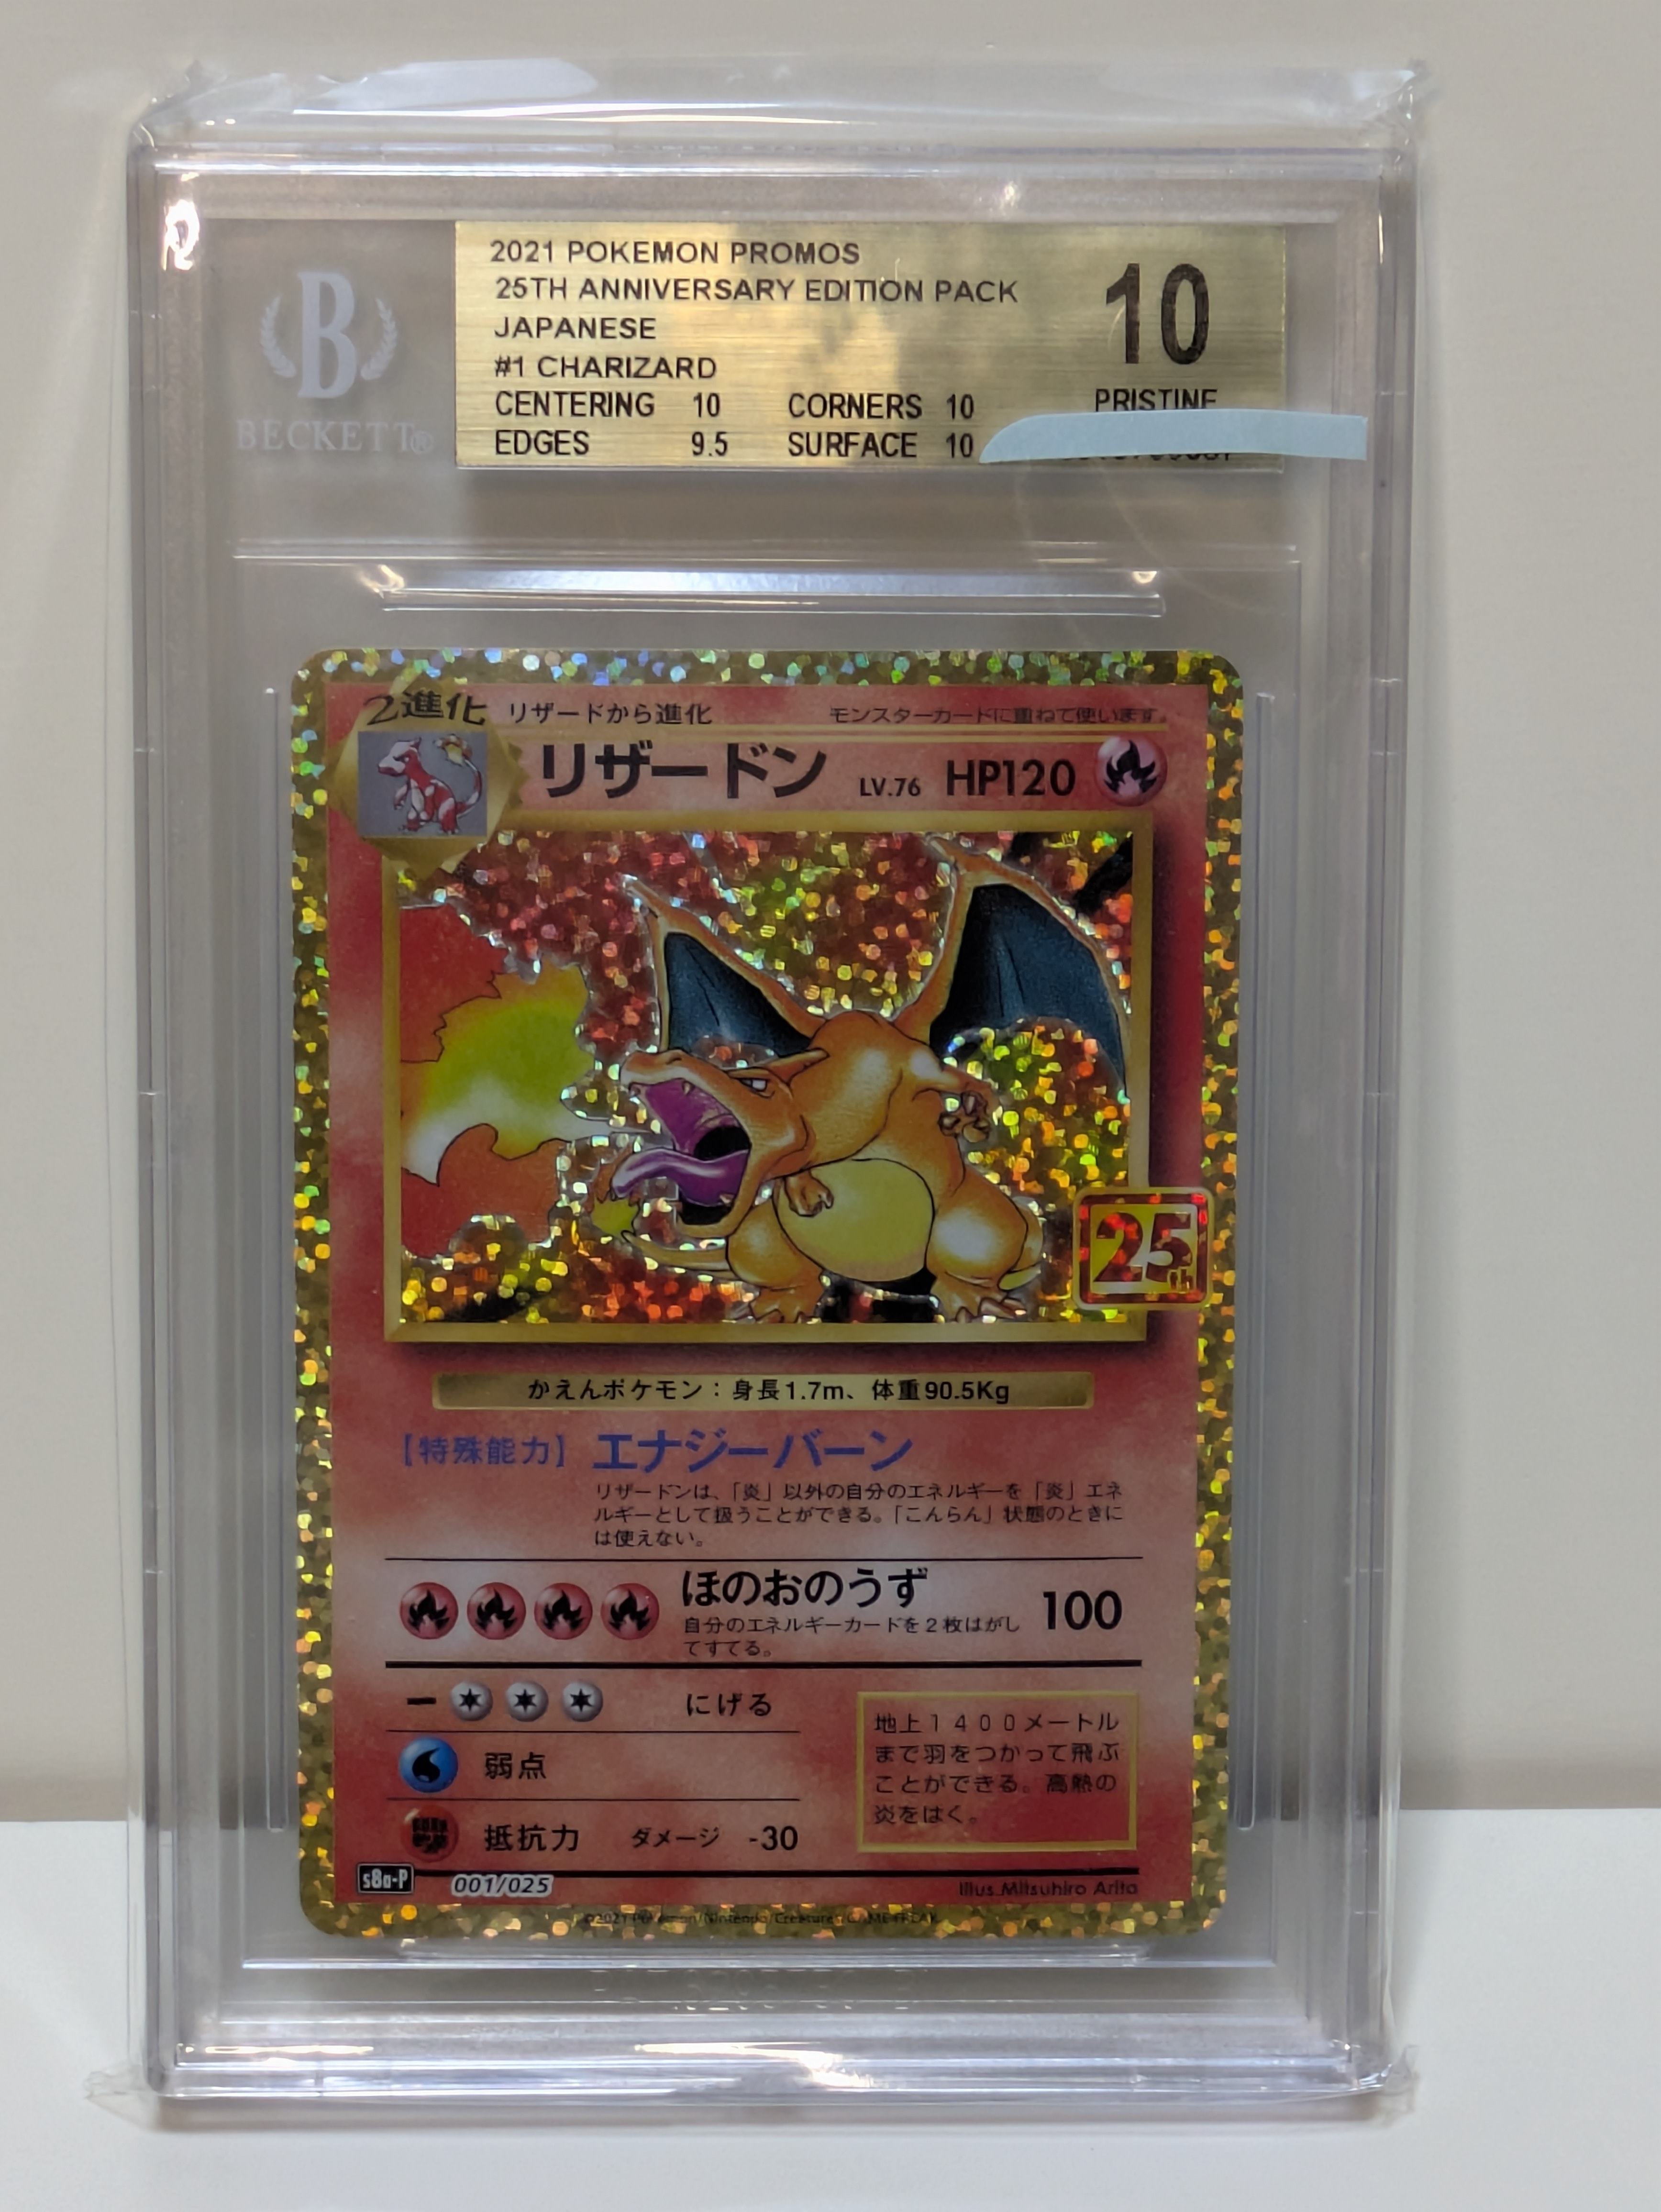 2021 POKEMON PROMOS
25TH ANNIVERSARY EDITION PACK
JAPANESE
#1 CHARIZARD
CENTERING 10 CORNERS 10
EDGES 9.5 SURFACE 10
10
PRISTINE
B
BECKETT®
2進化 リザードから進化 モンスターカードに重ねて使います。
リザードン LV.76 HP120
25th
かえんポケモン：身長1.7m、体重90.5Kg
【特殊能力】 エナジーバーン
リザードンは、「炎」以外の自分のエネルギーを「炎」エネ
ルギーとして扱うことができる。「こんらん」状態のときに
は使えない。
ほのおのうず 100
自分のエネルギーカードを2枚はがし
てすてる。
にげる
弱点
抵抗力 ダメージ -30
地上1400メートル
まで羽をつかって飛ぶ
ことができる。高熱の
炎をはく。
s8a-P 001/025 Illus. Mitsuhiro Arita
©2021 Pokémon/Nintendo/Creatures/GAME FREAK